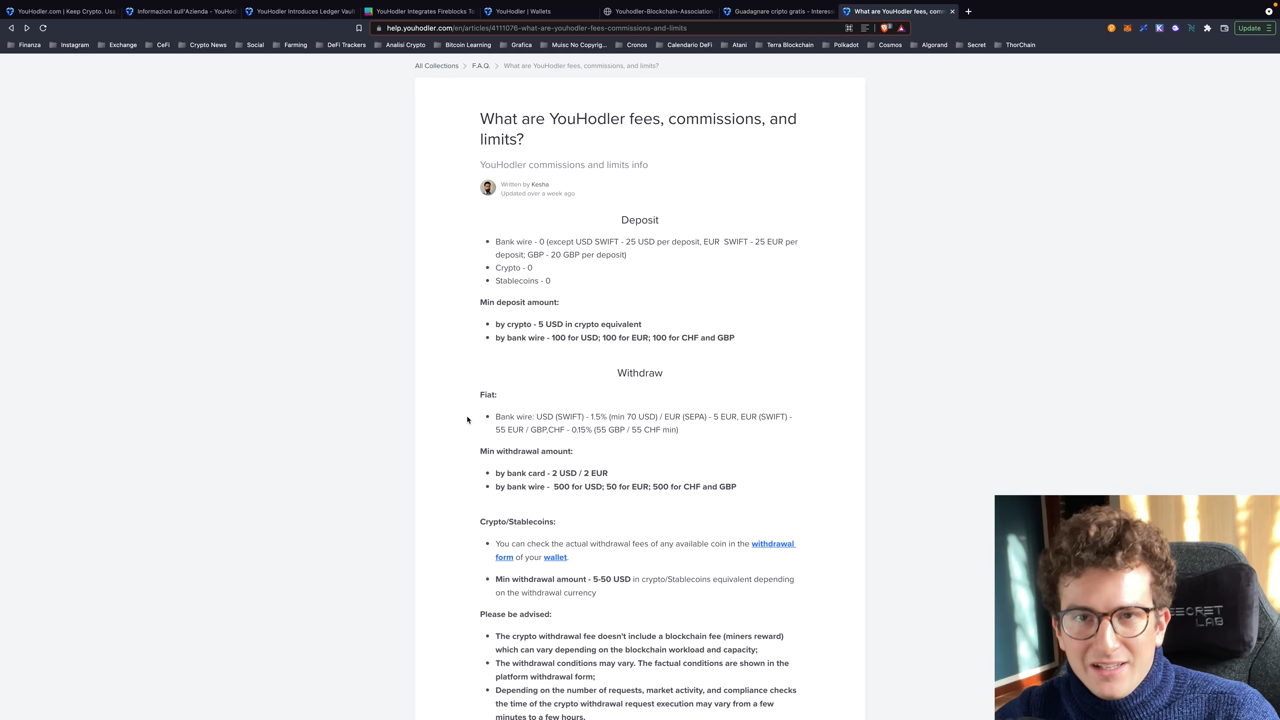 YouHodler.com | Keep Crypto. Usa
Informazioni sull'Azienda - YouHod
YouHodler Introduces Ledger Vaul
YouHodler Integrates Fireblocks To
YouHodler | Wallets
YouHodler-Blockchain-Association-
Guadagnare cripto gratis - Interess
What are YouHodler fees, comm
help.youhodler.com/en/articles/4111076-what-are-youhodler-fees-commissions-and-limits
Update
Finanza
Instagram
Exchange
CeFi
Crypto News
Social
Farming
DeFi Trackers
Analisi Crypto
Bitcoin Learning
Grafica
Muisc No Copyrig...
Cronos
Calendario DeFi
Atani
Terra Blockchain
Polkadot
Cosmos
Algorand
Secret
ThorChain
All Collections
F.A.Q.
What are YouHodler fees, commissions, and limits?
What are YouHodler fees, commissions, and
limits?
YouHodler commissions and limits info
Written by Kesha
Updated over a week ago
Deposit
Bank wire - 0 (except USD SWIFT - 25 USD per deposit, EUR SWIFT - 25 EUR per
deposit; GBP - 20 GBP per deposit)
Crypto - 0
Stablecoins - 0
Min deposit amount:
by crypto - 5 USD in crypto equivalent
by bank wire - 100 for USD; 100 for EUR; 100 for CHF and GBP
Withdraw
Fiat:
Bank wire: USD (SWIFT) - 1.5% (min 70 USD) / EUR (SEPA) - 5 EUR, EUR (SWIFT) -
55 EUR / GBP,CHF - 0.15% (55 GBP / 55 CHF min)
Min withdrawal amount:
by bank card - 2 USD / 2 EUR
by bank wire - 500 for USD; 50 for EUR; 500 for CHF and GBP
Crypto/Stablecoins:
You can check the actual withdrawal fees of any available coin in the withdrawal
form of your wallet.
Min withdrawal amount - 5-50 USD in crypto/Stablecoins equivalent depending
on the withdrawal currency
Please be advised:
The crypto withdrawal fee doesn't include a blockchain fee (miners reward)
which can vary depending on the blockchain workload and capacity;
The withdrawal conditions may vary. The factual conditions are shown in the
platform withdrawal form;
Depending on the number of requests, market activity, and compliance checks
the time of the crypto withdrawal request execution may vary from a few
minutes to a few hours.
SECRET
LAB